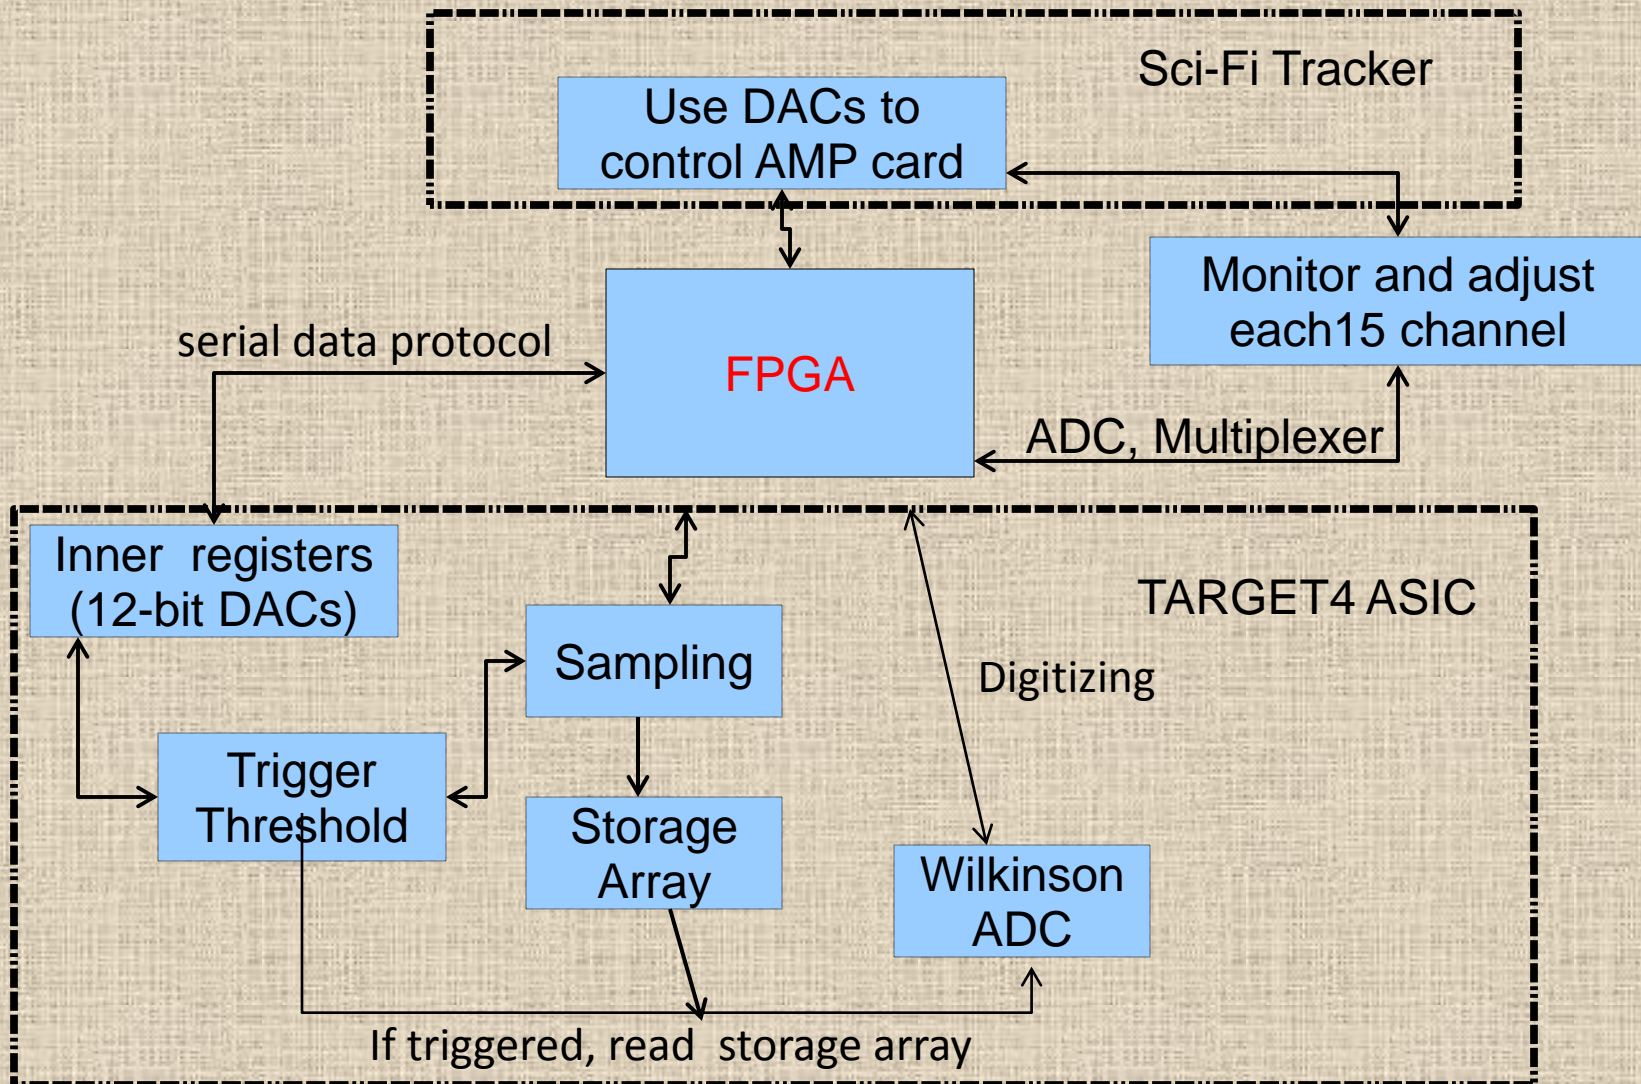 Sci-Fi Tracker
Use DACs to
control AMP card
Monitor and adjust
each15 channel
serial data protocol
FPGA
ADC, Multiplexer
Inner registers
(12-bit DACs)
TARGET4 ASIC
Sampling
Digitizing
Trigger
Threshold
Storage
Array
Wilkinson
ADC
If triggered, read storage array